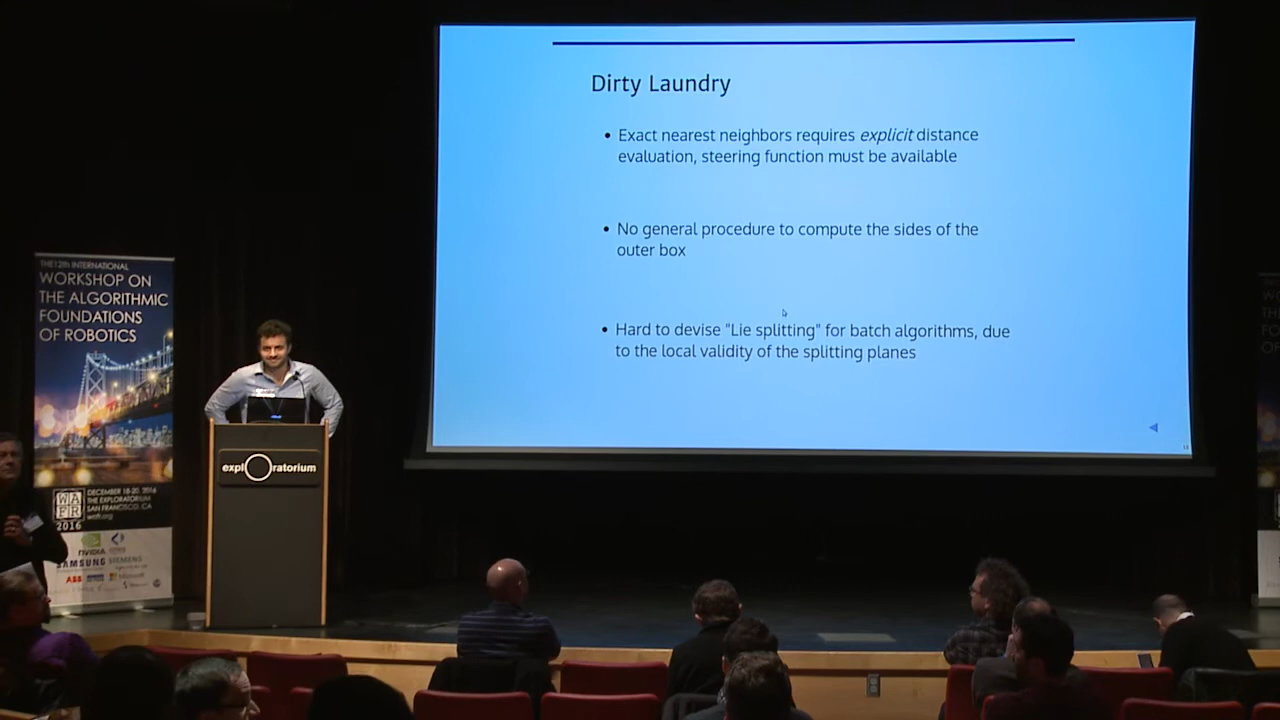 Dirty Laundry
• Exact nearest neighbors requires explicit distance
evaluation, steering function must be available
• No general procedure to compute the sides of the
outer box
• Hard to devise "Lie splitting" for batch algorithms, due
to the local validity of the splitting planes
THE 12th INTERNATIONAL
WORKSHOP ON
THE ALGORITHMIC
FOUNDATIONS
OF ROBOTICS
WAFR
2016
DECEMBER 18-20, 2016
THE EXPLORATORIUM
SAN FRANCISCO, CA
wafr.org
NVIDIA
SAMSUNG SIEMENS
ABB
Microsoft
explOratorium